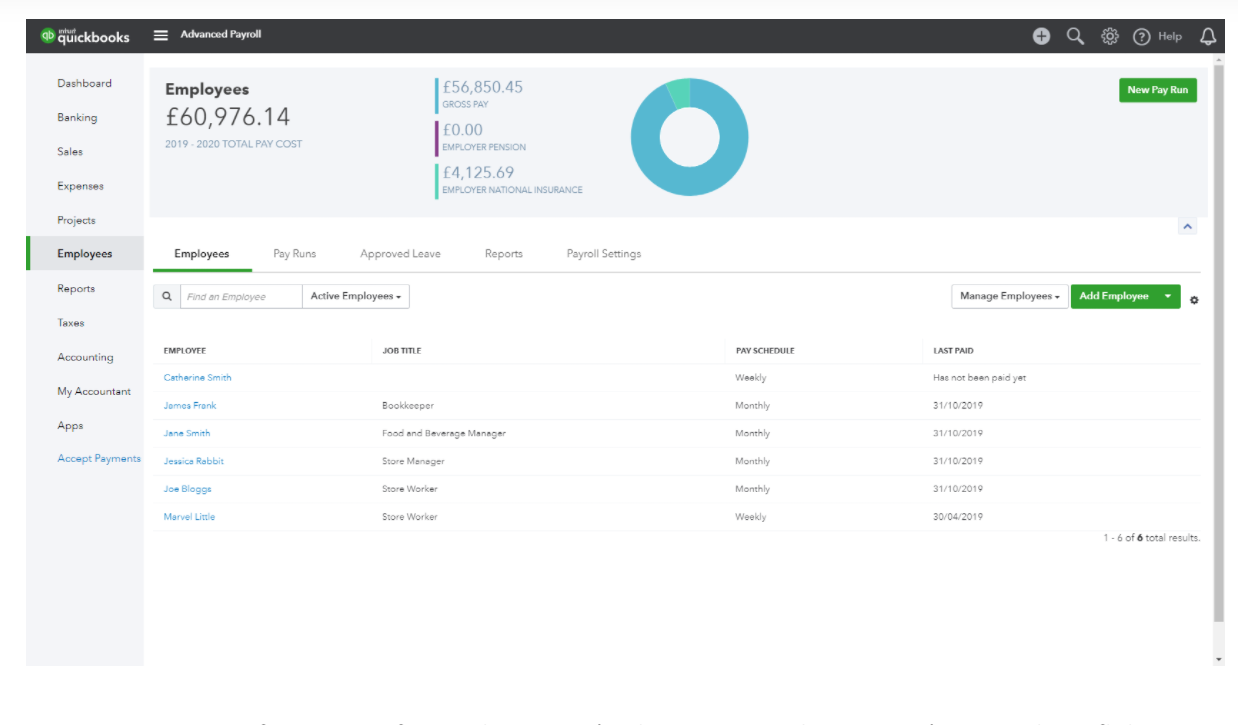 intuit
quickbooks
Advanced Payroll
Help
Dashboard
Banking
Sales
Expenses
Projects
Employees
Reports
Taxes
Accounting
My Accountant
Apps
Accept Payments
Employees
£60,976.14
2019 - 2020 TOTAL PAY COST
£56,850.45
GROSS PAY
£0.00
EMPLOYER PENSION
£4,125.69
EMPLOYER NATIONAL INSURANCE
New Pay Run
Employees Pay Runs Approved Leave Reports Payroll Settings
Find an Employee Active Employees Manage Employees Add Employee
EMPLOYEE JOB TITLE PAY SCHEDULE LAST PAID
Catherine Smith Weekly Has not been paid yet
James Frank Bookkeeper Monthly 31/10/2019
Jane Smith Food and Beverage Manager Monthly 31/10/2019
Jessica Rabbit Store Manager Monthly 31/10/2019
Joe Bloggs Store Worker Monthly 31/10/2019
Marvel Little Store Worker Weekly 30/04/2019
1 - 6 of 6 total results.